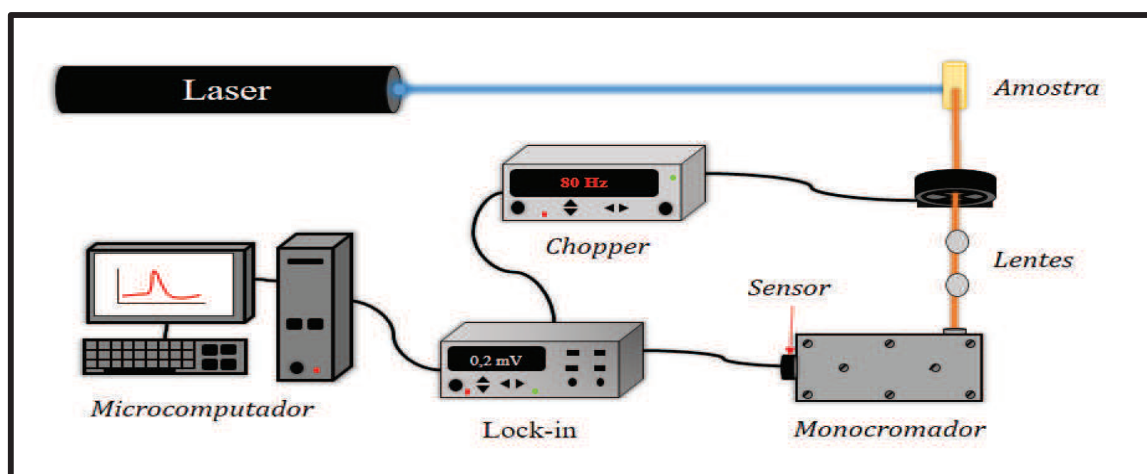 Laser
Amostra
80 Hz
Chopper
Lentes
Sensor
0,2 mV
Microcomputador
Lock-in
Monocromador